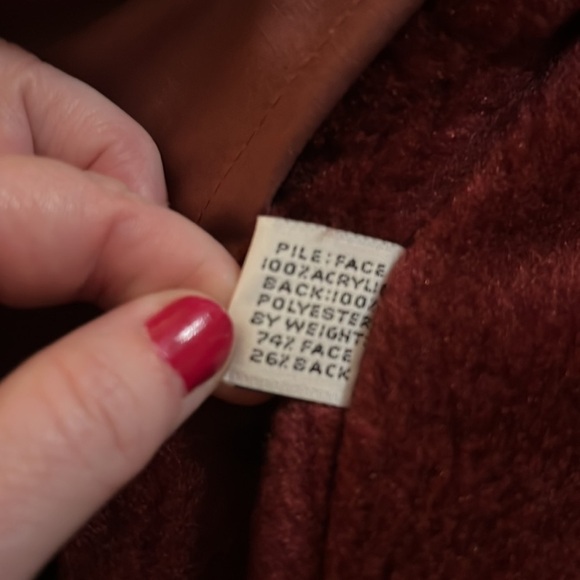 PILE:FACE
100%ACRYLIC
BACK:100%
POLYESTER
BY WEIGHT
74% FACE
26% BACK